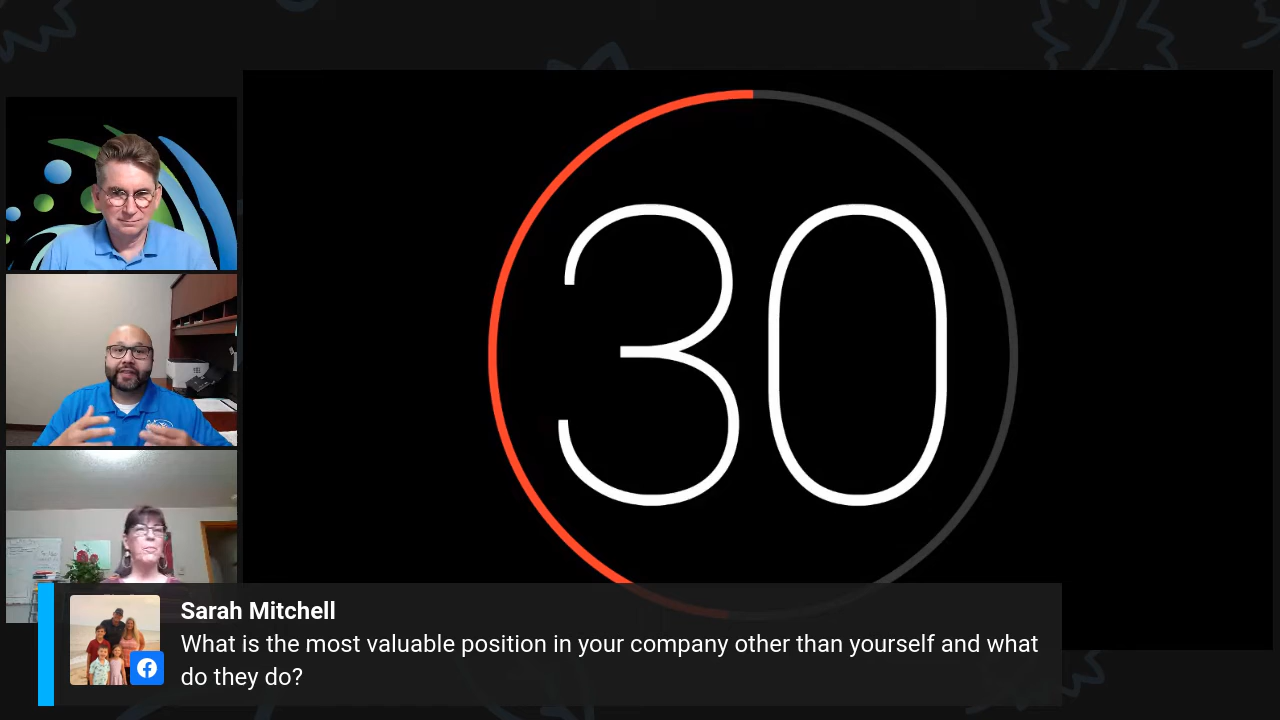 30
Sarah Mitchell
What is the most valuable position in your company other than yourself and what
do they do?